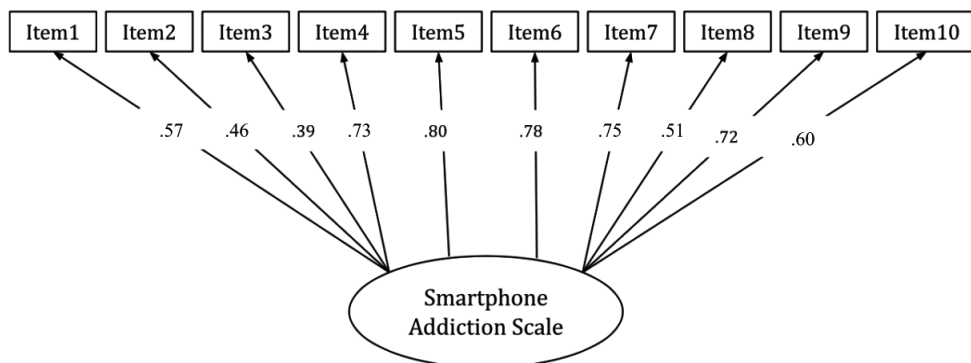 Item1 Item2 Item3 Item4 Item5 Item6 Item7 Item8 Item9 Item10
.57 .46 .39 .73 .80 .78 .75 .51 .72 .60
Smartphone
Addiction Scale